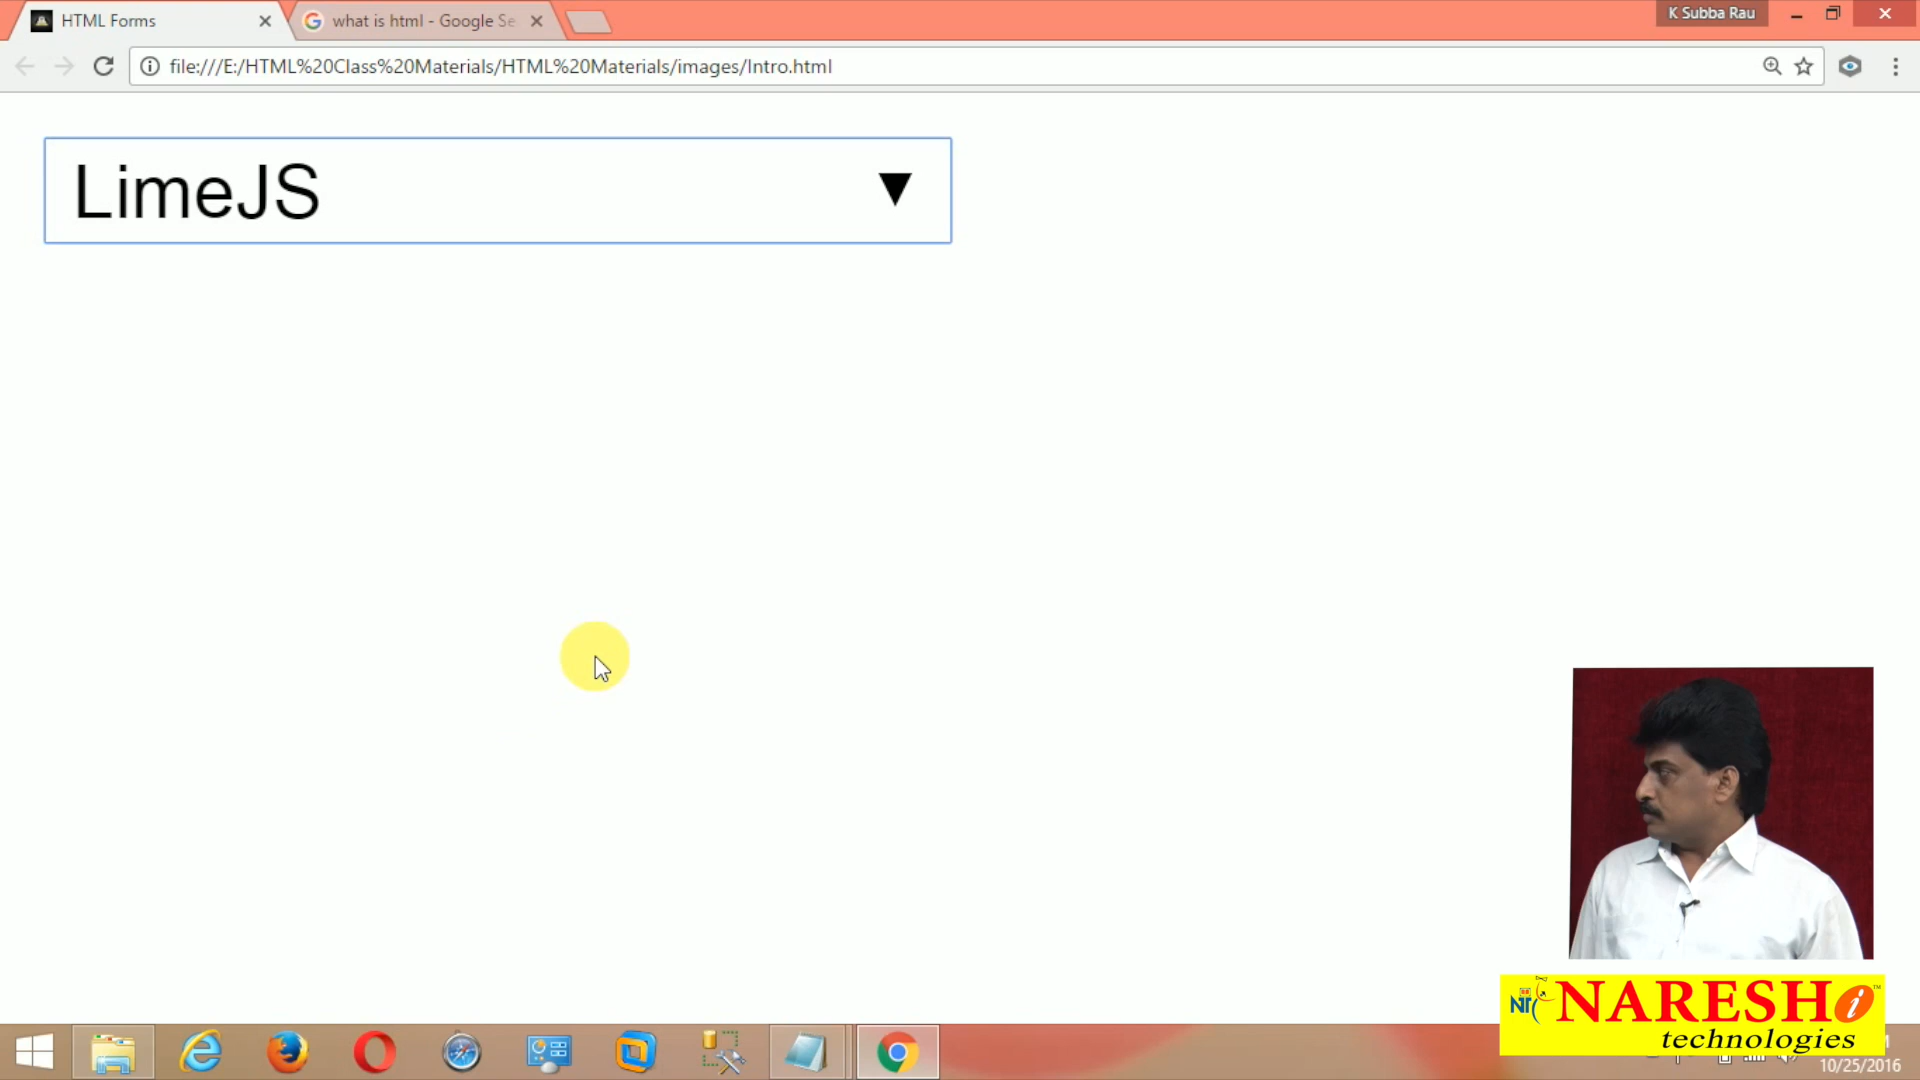 HTML Forms
what is html - Google Se
K Subba Rau
file:///E:/HTML%20Class%20Materials/HTML%20Materials/images/Intro.html
LimeJS
NARESH i
technologies
10/25/2016